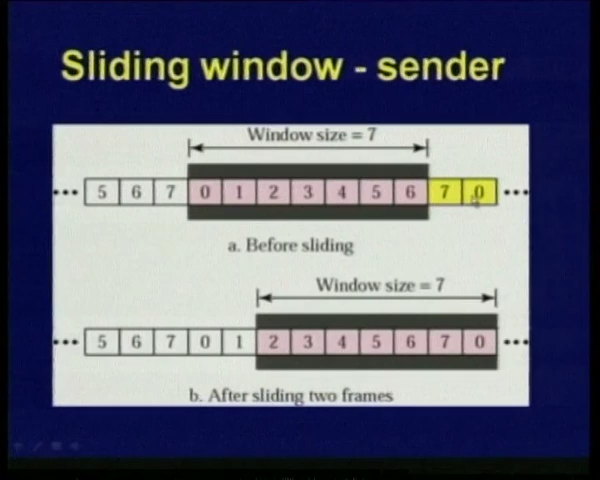 Sliding window - sender
Window size = 7
••• 5 6 7 0 1 2 3 4 5 6 7 0 •••
a. Before sliding
Window size = 7
••• 5 6 7 0 1 2 3 4 5 6 7 0 •••
b. After sliding two frames